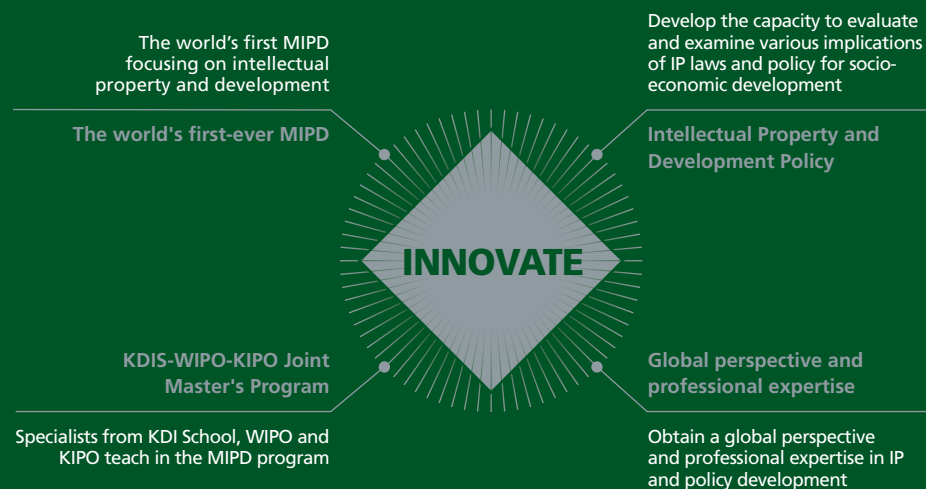 The world’s first MIPD
focusing on intellectual
property and development
The world's first-ever MIPD
Develop the capacity to evaluate
and examine various implications
of IP laws and policy for socio-
economic development
Intellectual Property and
Development Policy
INNOVATE
KDIS-WIPO-KIPO Joint
Master's Program
Specialists from KDI School, WIPO and
KIPO teach in the MIPD program
Global perspective and
professional expertise
Obtain a global perspective
and professional expertise in IP
and policy development